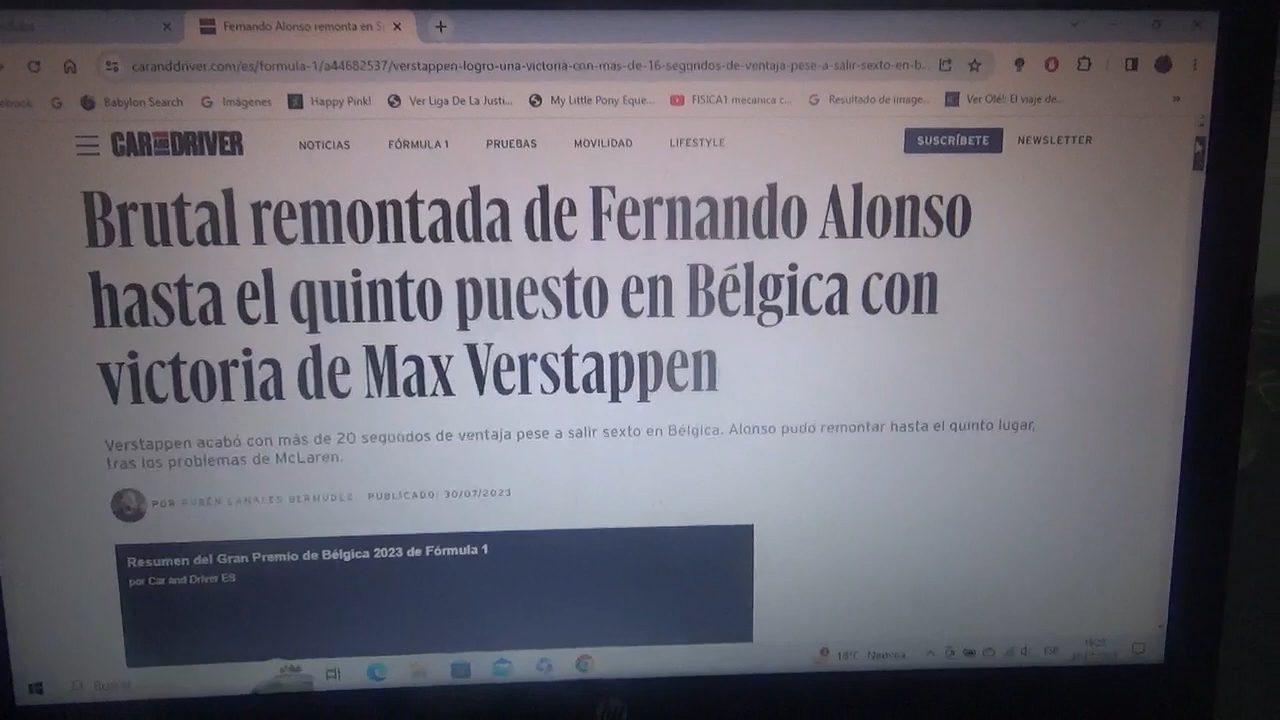 Fernando Alonso remonta en S
caranddriver.com/es/formula-1/a44682537/verstappen-logro-una-victoria-con-mas-de-16-segundos-de-ventaja-pese-a-salir-sexto-en-b...
ebook Babylon Search Imágenes Happy Pink! Ver Liga De La Justi... My Little Pony Eque... FISICA1 mecanica c... Resultado de image... Ver Olé!: El viaje de... »
CAR AND DRIVER NOTICIAS FÓRMULA 1 PRUEBAS MOVILIDAD LIFESTYLE SUSCRÍBETE NEWSLETTER
Brutal remontada de Fernando Alonso
hasta el quinto puesto en Bélgica con
victoria de Max Verstappen
Verstappen acabó con más de 20 segundos de ventaja pese a salir sexto en Bélgica. Alonso pudo remontar hasta el quinto lugar,
tras los problemas de McLaren.
POR RUBÉN PUBLICADO: 30/07/2023
Resumen del Gran Premio de Bélgica 2023 de Fórmula 1
por Car and Driver ES
18°C
hp